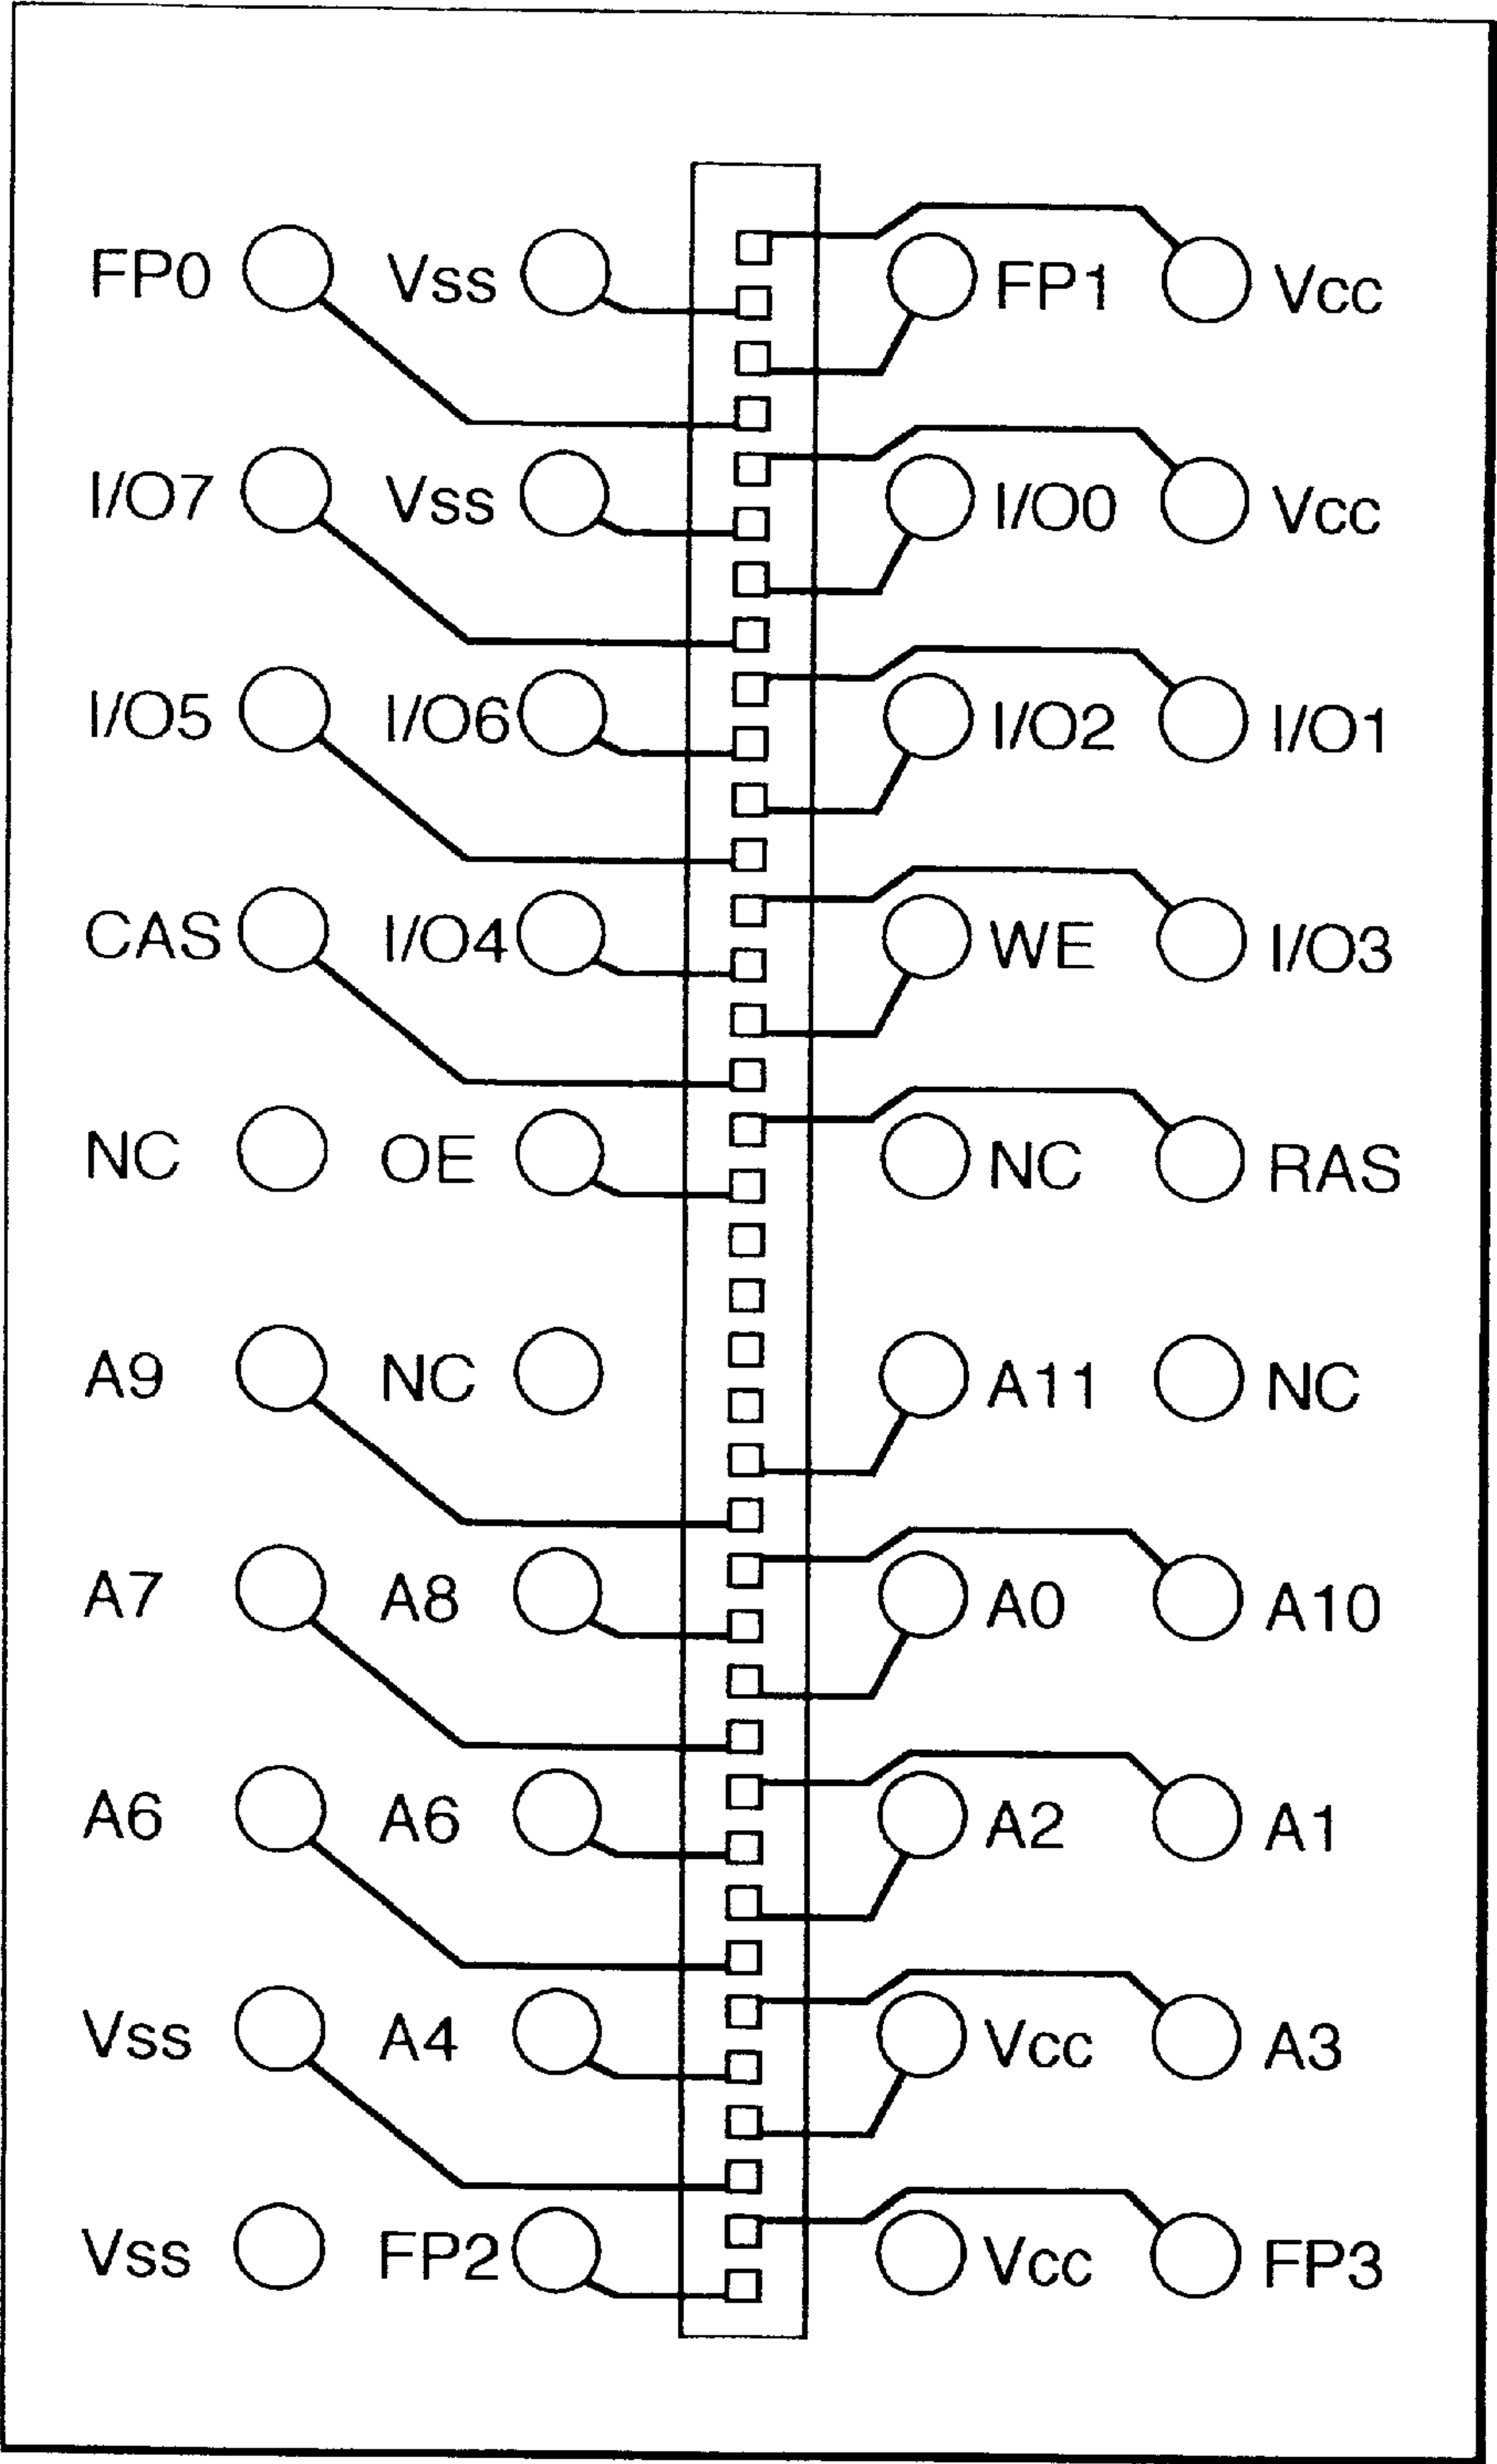 FP0 Vss FP1 Vcc
I/O7 Vss I/O0 Vcc
I/O5 I/O6 I/O2 I/O1
CAS I/O4 WE I/O3
NC OE NC RAS
A9 NC A11 NC
A7 A8 A0 A10
A6 A6 A2 A1
Vss A4 Vcc A3
Vss FP2 Vcc FP3